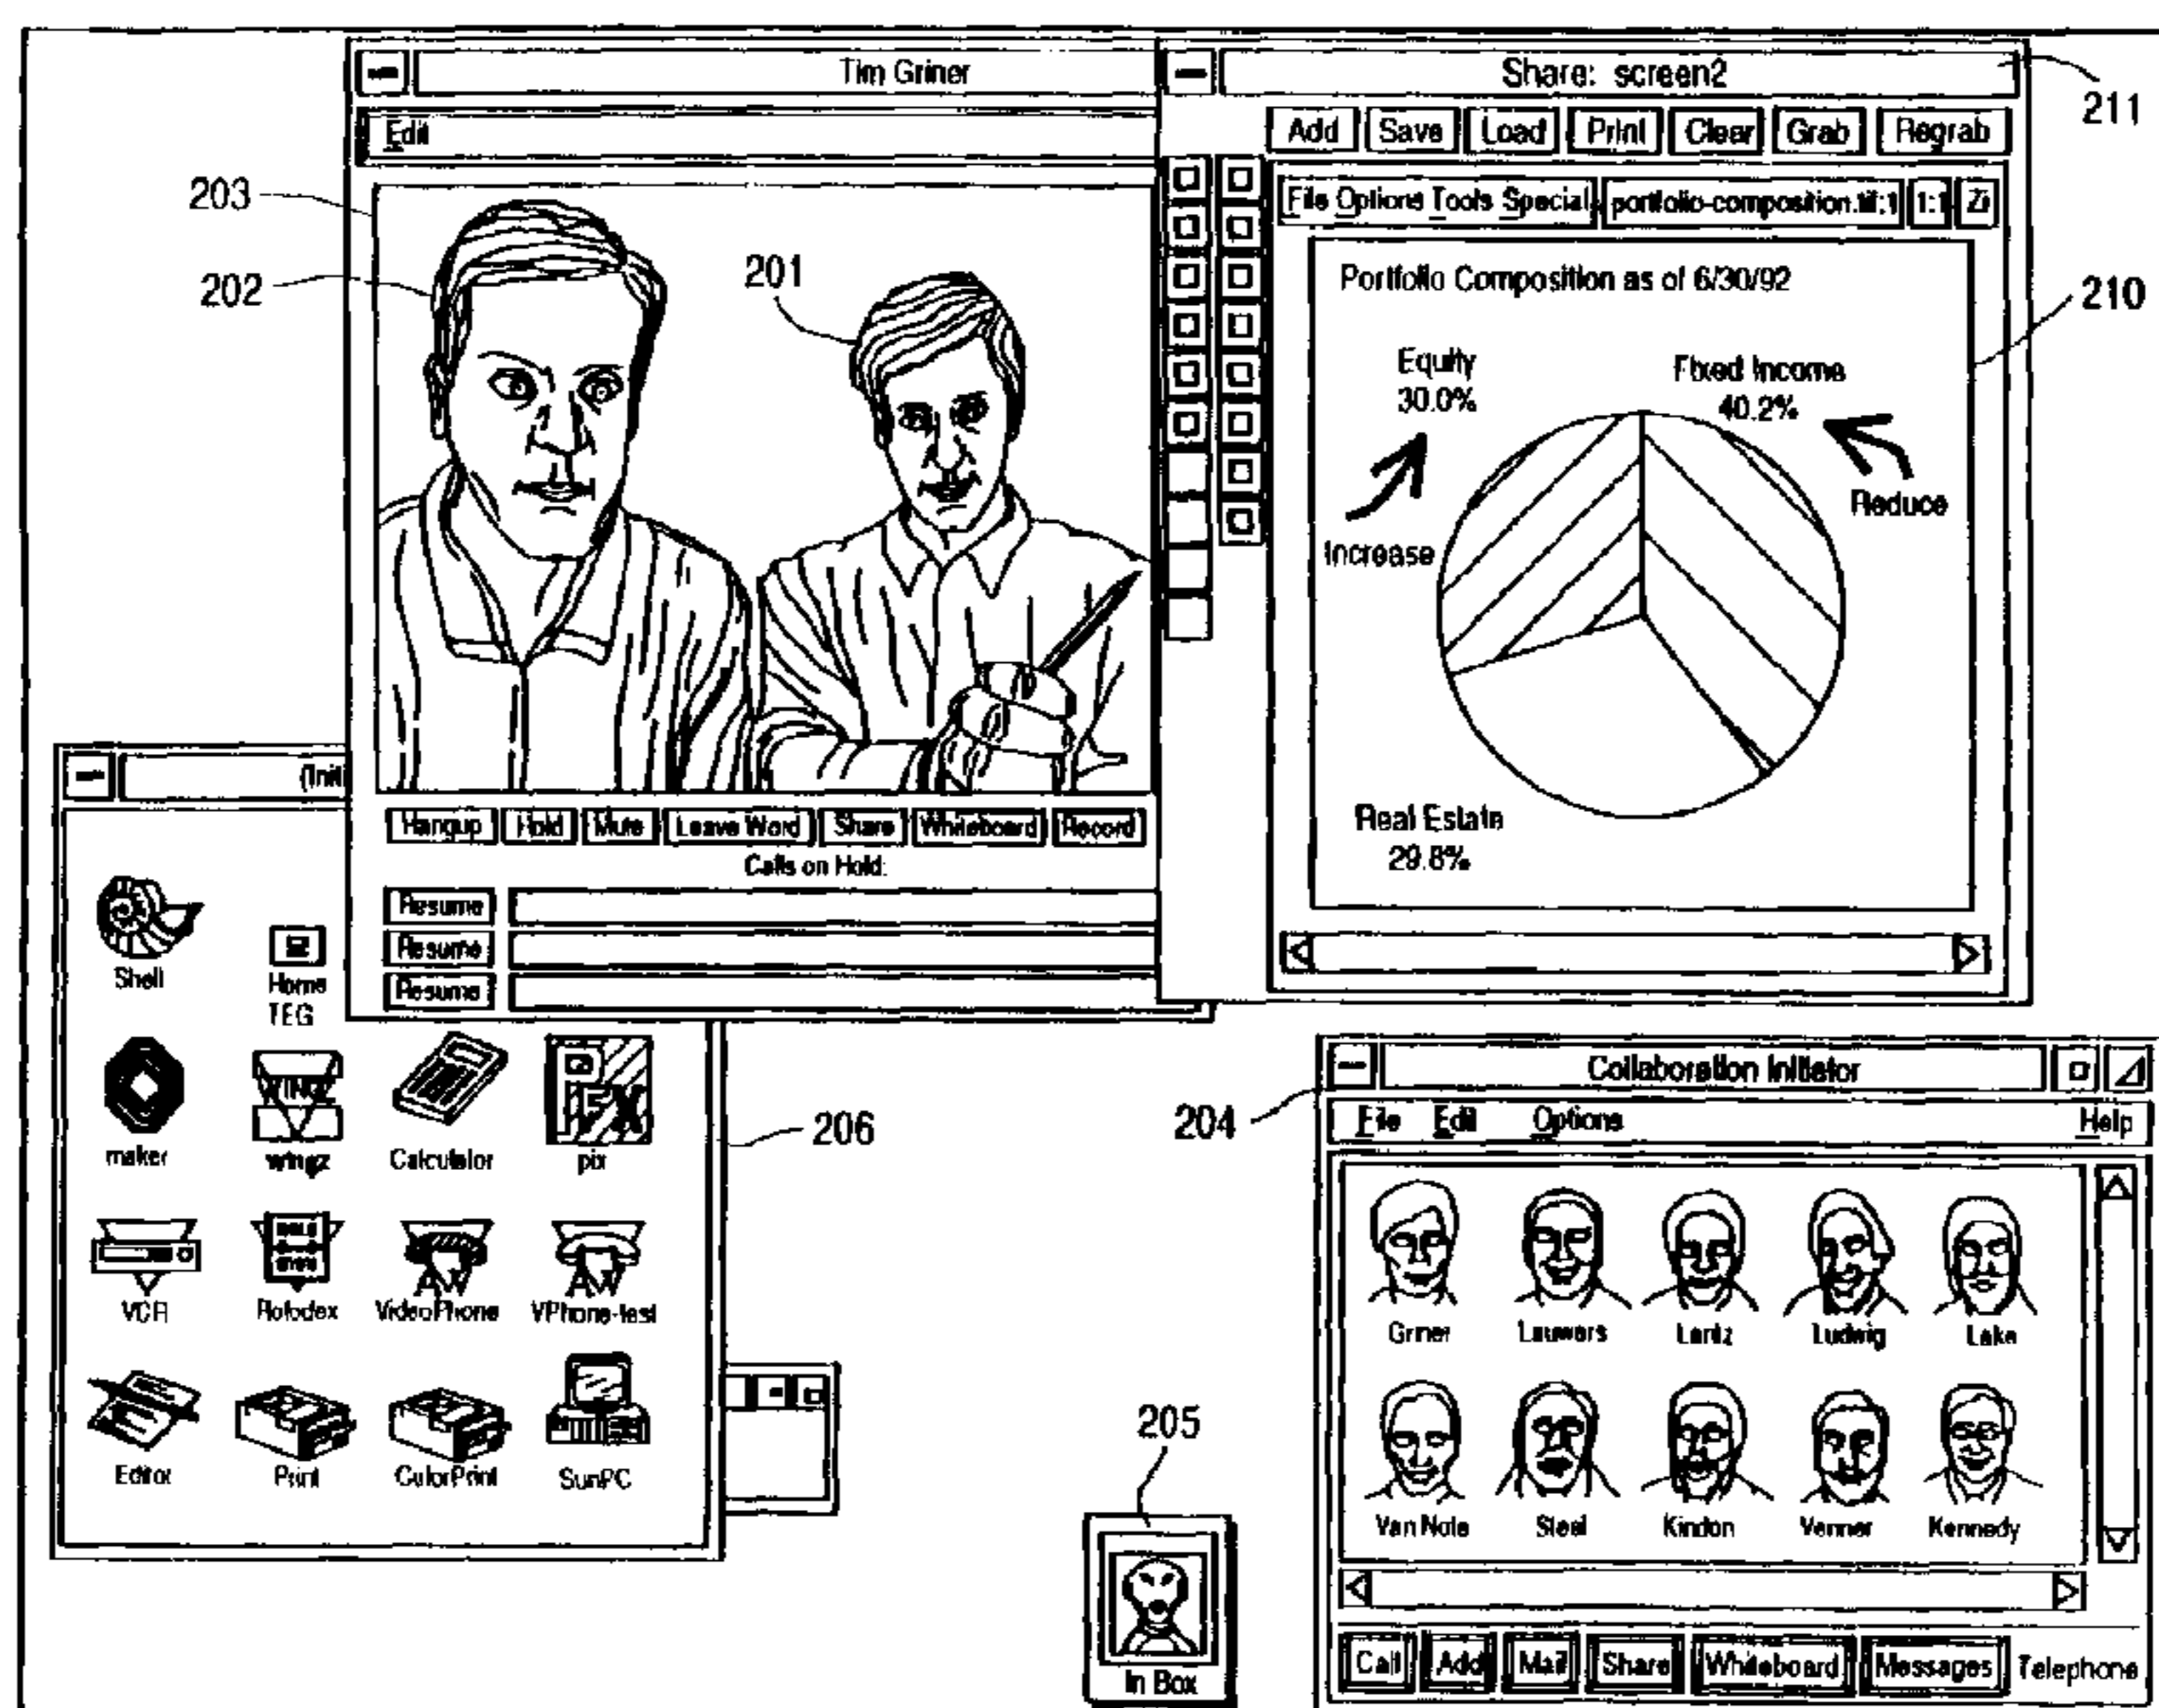 Tim Griner
Edit
203
202
201
Hangup Hold Mute Leave Word Share Whiteboard Record
Calls on Hold:
Resume
Resume
Resume
Share: screen2
211
Add Save Load Print Clear Grab Regrab
File Options Tools Special portfolio-composition.tif:1 1:1 Zi
Portfolio Composition as of 6/30/92
210
Equity
30.0%
Fixed Income
40.2%
Increase
Reduce
Real Estate
29.8%
(Init
Shell
Home
TEG
WINGZ
PFX
maker wingz Calculator pix
206
VCR Rolodex VideoPhone VPhone-test
Editor Print ColorPrint SunPC
205
In Box
204
Collaboration Initiator
File Edit Options Help
Griner Lauwers Lantz Ludwig Lake
Van Note Steel Kindon Venner Kennedy
Call Add Mail Share Whiteboard Messages Telephone